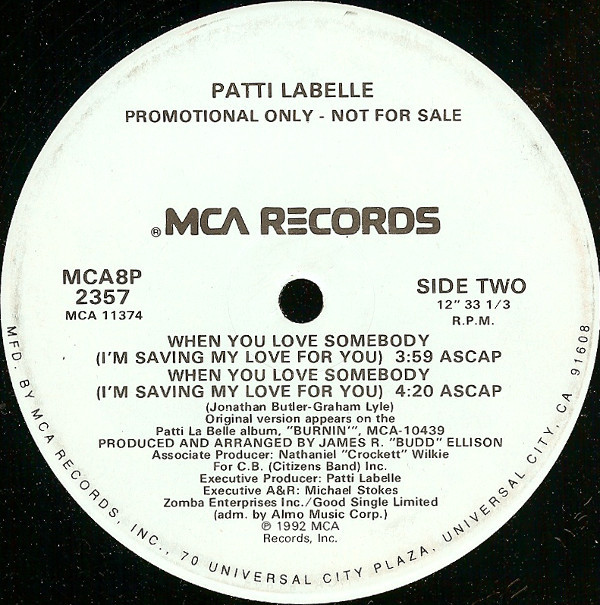 PATTI LABELLE
PROMOTIONAL ONLY - NOT FOR SALE
® MCA RECORDS
MCA8P
2357
MCA 11374
SIDE TWO
12" 33 1/3
R.P.M.
WHEN YOU LOVE SOMEBODY
(I'M SAVING MY LOVE FOR YOU) 3:59 ASCAP
WHEN YOU LOVE SOMEBODY
(I'M SAVING MY LOVE FOR YOU) 4:20 ASCAP
(Jonathan Butler-Graham Lyle)
Original version appears on the
Patti La Belle album, "BURNIN'", MCA-10439
PRODUCED AND ARRANGED BY JAMES R. "BUDD" ELLISON
Associate Producer: Nathaniel "Crockett" Wilkie
For C.B. (Citizens Band) Inc.
Executive Producer: Patti Labelle
Executive A&R: Michael Stokes
Zomba Enterprises Inc./Good Single Limited
(adm. by Almo Music Corp.)
℗ 1992 MCA
Records, Inc.
MFD. BY MCA RECORDS, INC., 70 UNIVERSAL CITY PLAZA, UNIVERSAL CITY, CA. 91608